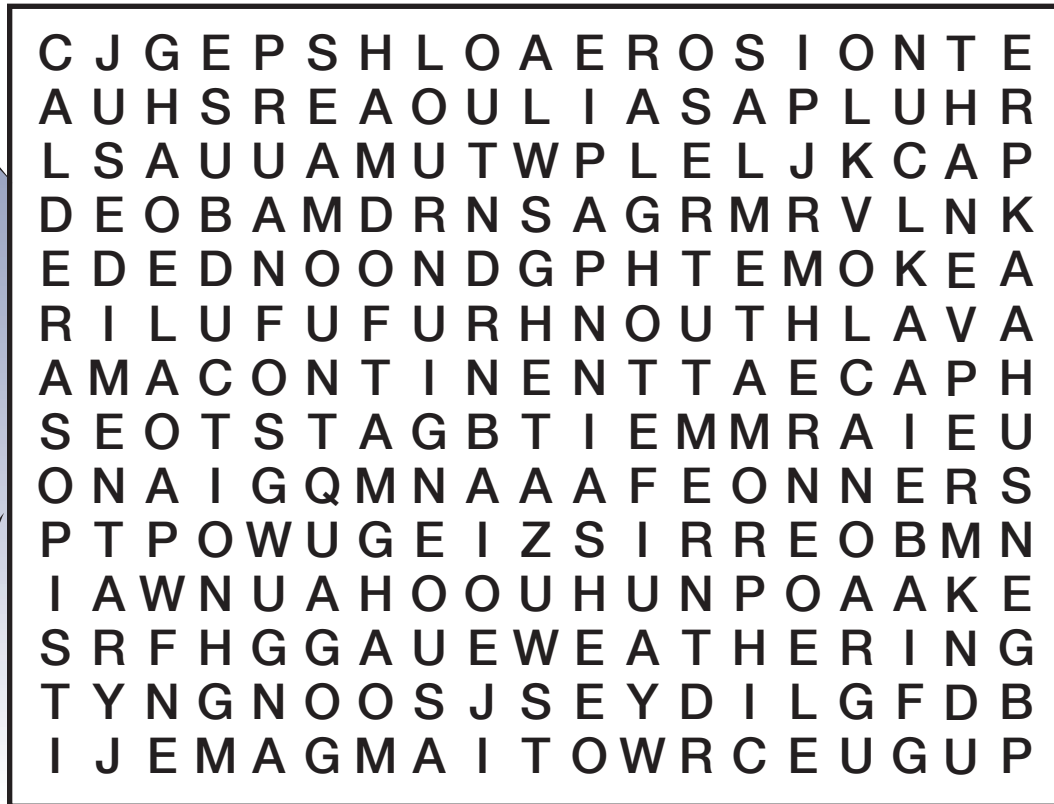 C J G E P S H L O A E R O S I O N T E
A U H S R E A O U L I A S A P L U H R
L S A U U A M U T W P L E L J K C A P
D E O B A M D R N S A G R M R V L N K
E D E D N O O N D G P H T E M O K E A
R I L U F U F U R H N O U T H L A V A
A M A C O N T I N E N T T A E C A P H
S E O T S T A G B T I E M M R A I E U
O N A I G Q M N A A A F E O N N E R S
P T P O W U G E I Z S I R R E O B M N
I A W N U A H O O U H U N P O A A K E
S R F H G G A U E W E A T H E R I N G
T Y N G N O O S J S E Y D I L G F D B
I J E M A G M A I T O W R C E U G U P